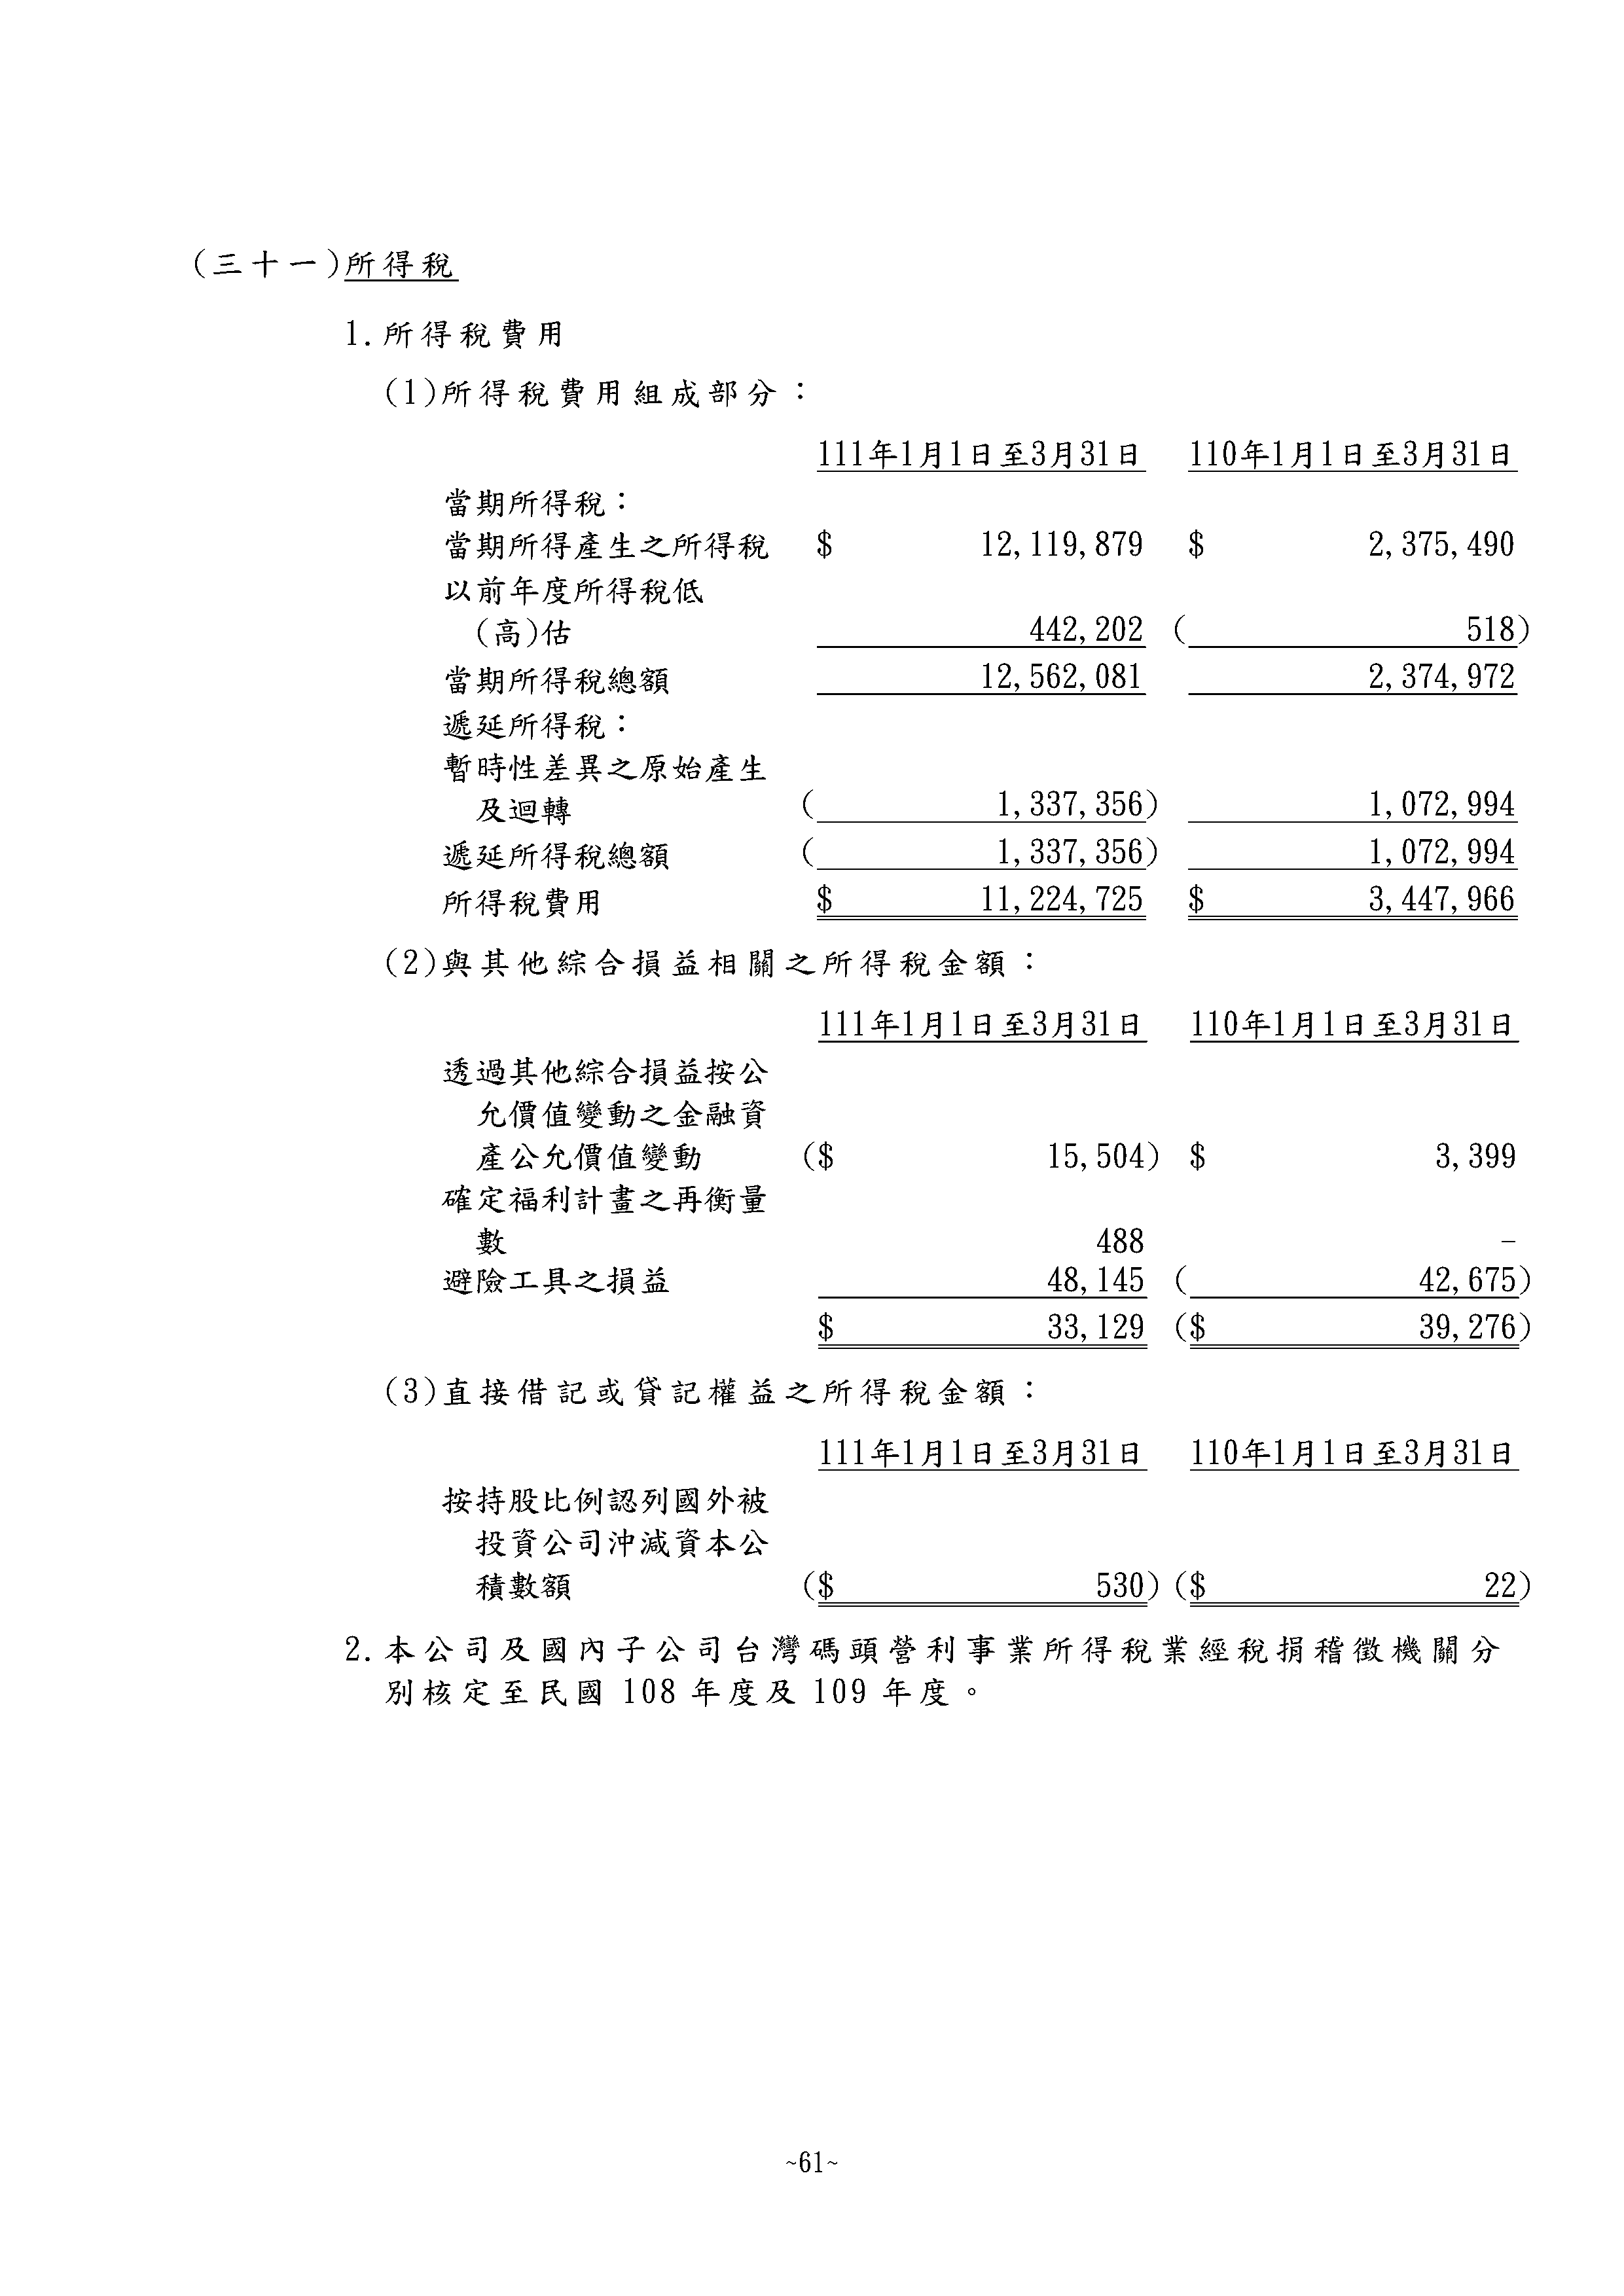 (三十一)所得稅
1.所得稅費用
(1)所得稅費用組成部分：
111年1月1日至3月31日 110年1月1日至3月31日
當期所得稅：
當期所得產生之所得稅 $ 12,119,879 $ 2,375,490
以前年度所得稅低
(高)估 442,202 ( 518)
當期所得稅總額 12,562,081 2,374,972
遞延所得稅：
暫時性差異之原始產生
及迴轉 ( 1,337,356) 1,072,994
遞延所得稅總額 ( 1,337,356) 1,072,994
所得稅費用 $ 11,224,725 $ 3,447,966
(2)與其他綜合損益相關之所得稅金額：
111年1月1日至3月31日 110年1月1日至3月31日
透過其他綜合損益按公
允價值變動之金融資
產公允價值變動 ($ 15,504) $ 3,399
確定福利計畫之再衡量
數 488 -
避險工具之損益 48,145 ( 42,675)
$ 33,129 ($ 39,276)
(3)直接借記或貸記權益之所得稅金額：
111年1月1日至3月31日 110年1月1日至3月31日
按持股比例認列國外被
投資公司沖減資本公
積數額 ($ 530) ($ 22)
2.本公司及國內子公司台灣碼頭營利事業所得稅業經稅捐稽徵機關分
別核定至民國 108 年度及 109 年度。
~61~